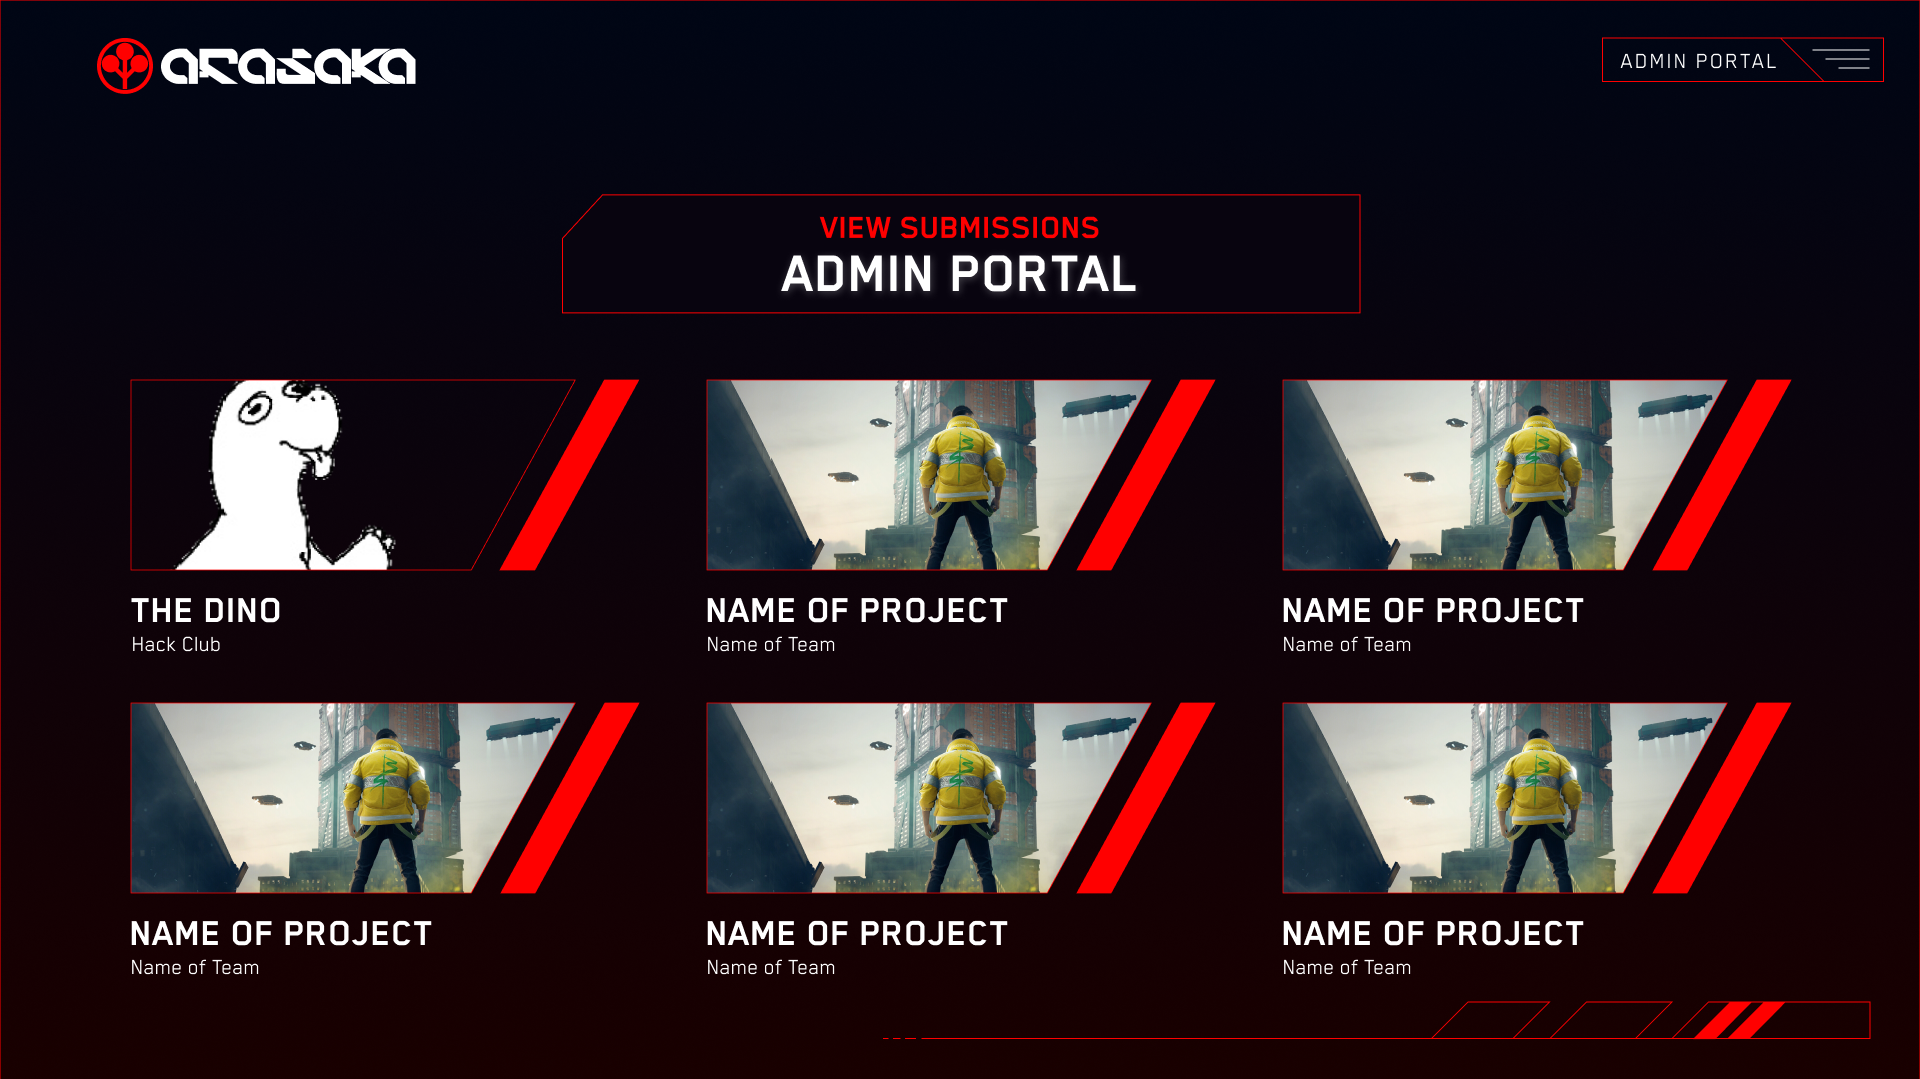 arasaka
ADMIN PORTAL
VIEW SUBMISSIONS
ADMIN PORTAL
THE DINO
Hack Club
NAME OF PROJECT
Name of Team
NAME OF PROJECT
Name of Team
NAME OF PROJECT
Name of Team
NAME OF PROJECT
Name of Team
NAME OF PROJECT
Name of Team